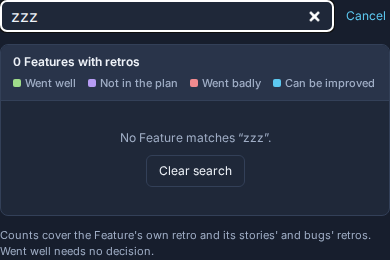 zzz
Cancel
0 Features with retros
Went well Not in the plan Went badly Can be improved
No Feature matches “zzz”.
Clear search
Counts cover the Feature's own retro and its stories' and bugs' retros.
Went well needs no decision.